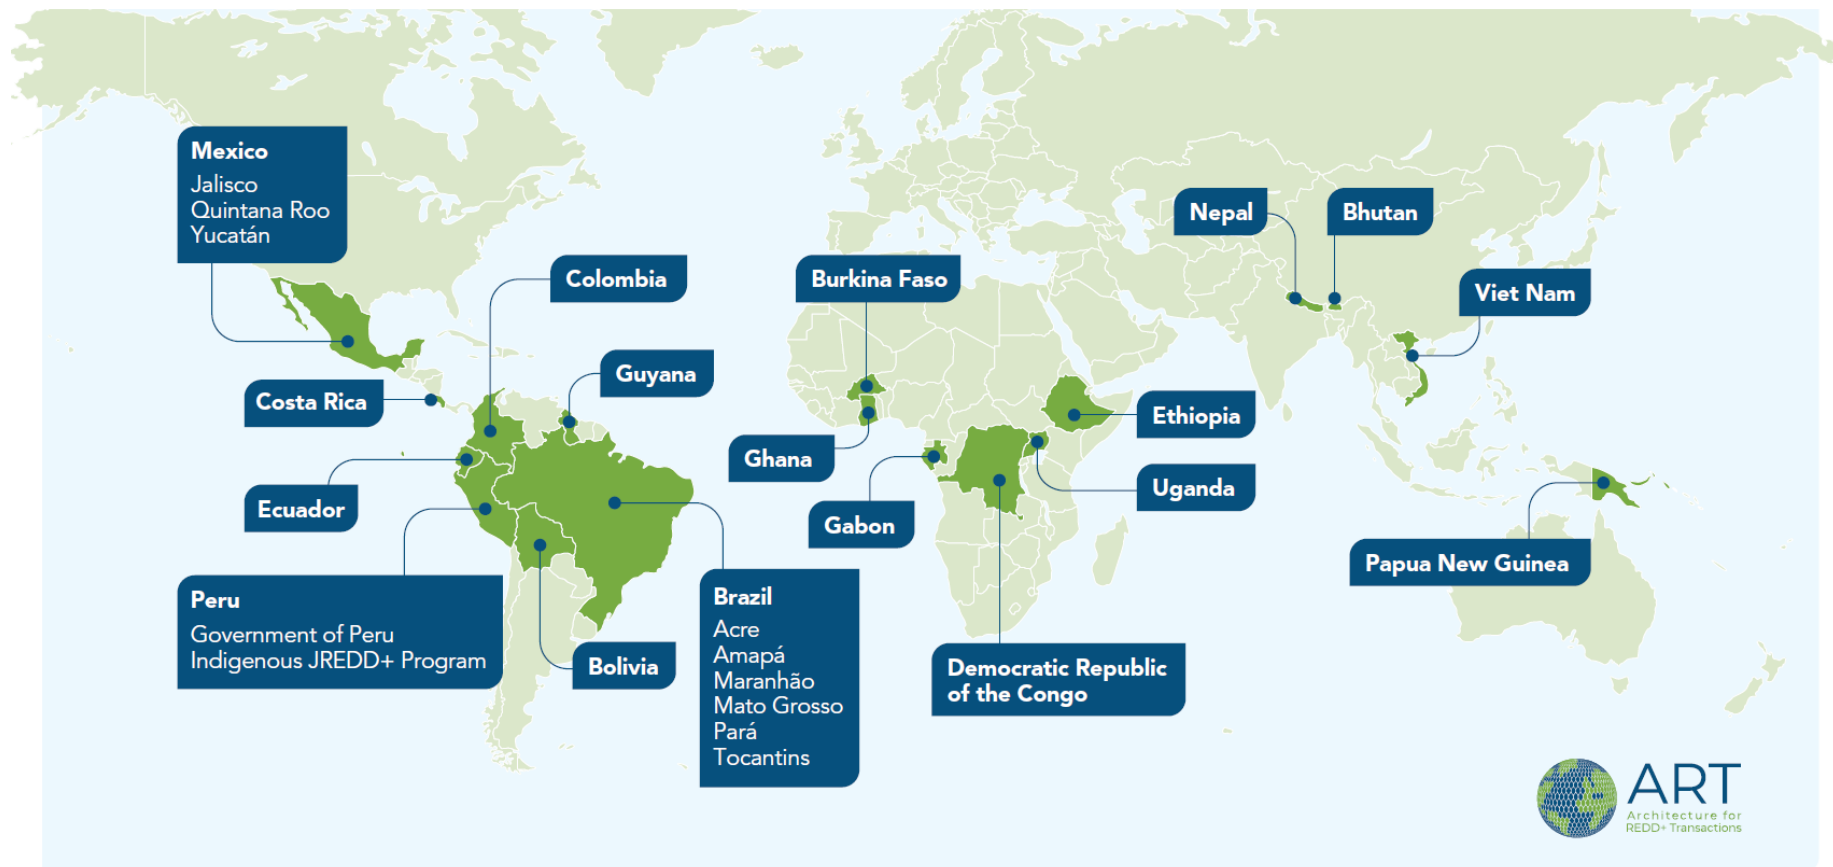 Mexico
Jalisco
Quintana Roo
Yucatán
Colombia
Guyana
Costa Rica
Ecuador
Peru
Government of Peru
Indigenous JREDD+ Program
Bolivia
Brazil
Acre
Amapá
Maranhão
Mato Grosso
Pará
Tocantins
Burkina Faso
Ghana
Gabon
Democratic Republic
of the Congo
Ethiopia
Uganda
Nepal
Bhutan
Viet Nam
Papua New Guinea
ART
Architecture for
REDD+ Transactions